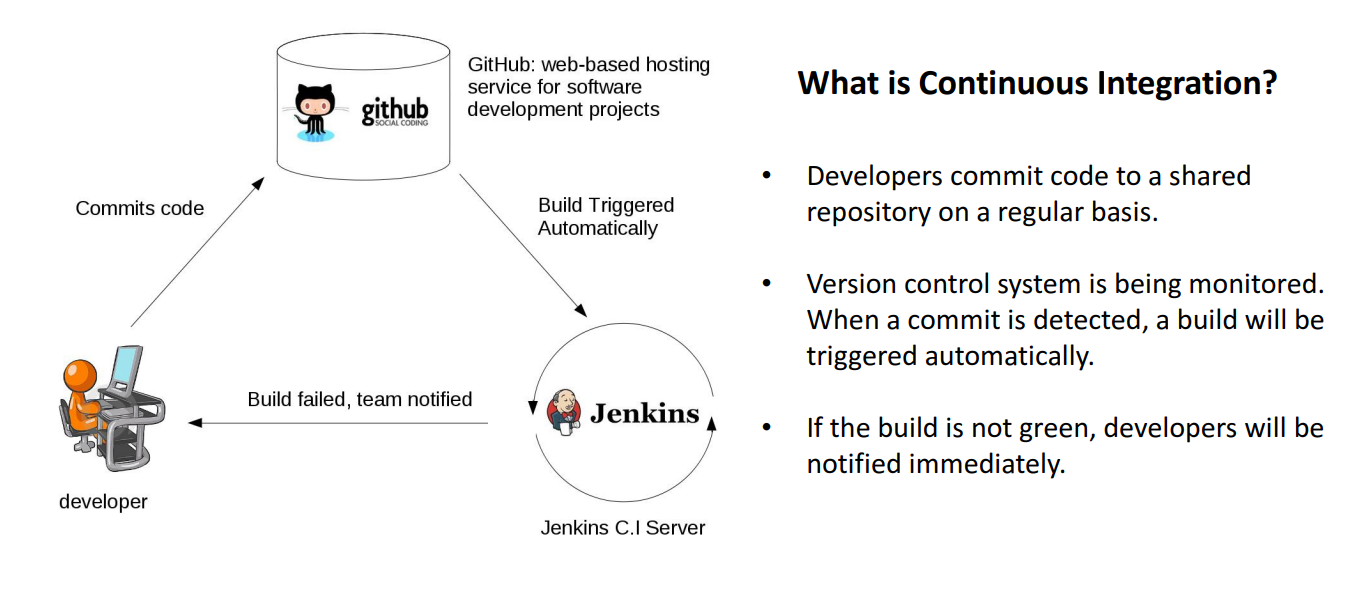 GitHub: web-based hosting
service for software
development projects
github
SOCIAL CODING
Commits code
Build Triggered
Automatically
Build failed, team notified
Jenkins
developer
Jenkins C.I Server
What is Continuous Integration?
• Developers commit code to a shared
repository on a regular basis.
• Version control system is being monitored.
When a commit is detected, a build will be
triggered automatically.
• If the build is not green, developers will be
notified immediately.